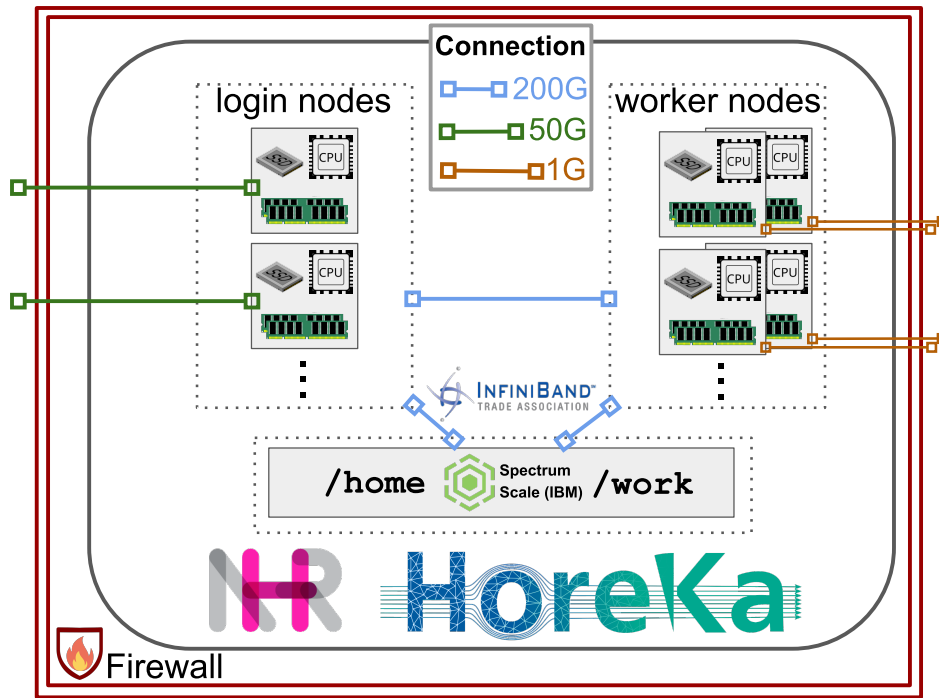 Connection
200G
50G
1G
login nodes
worker nodes
SSD CPU
SSD CPU
SSD CPU CPU
SSD CPU CPU
INFINIBAND™
TRADE ASSOCIATION
/home
Spectrum
Scale (IBM)
/work
NHR
HoreKa
Firewall